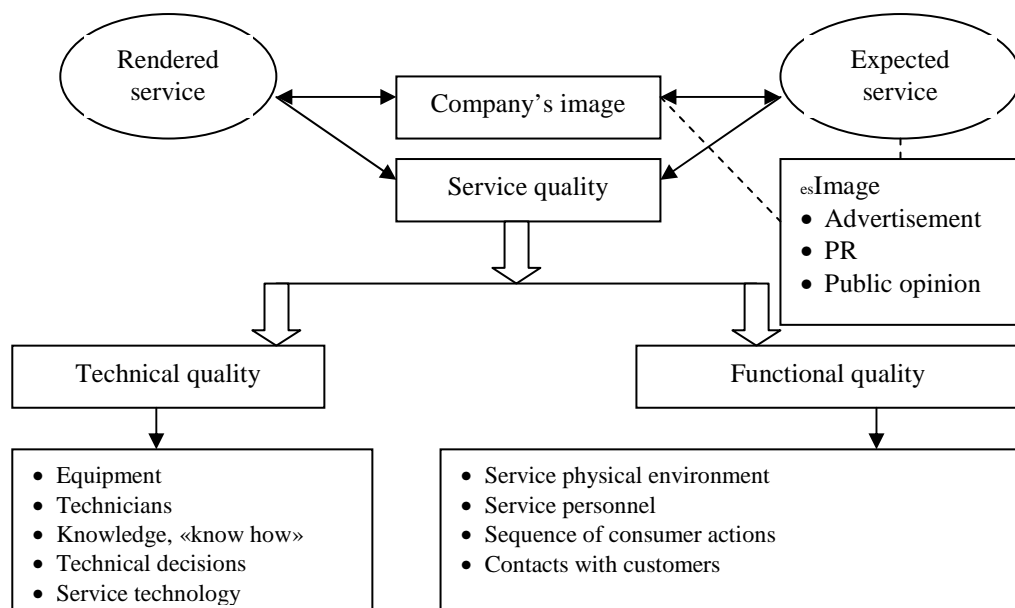 Rendered
service
Company's image
Expected
service
Service quality
esImage
• Advertisement
• PR
• Public opinion
Technical quality
Functional quality
• Equipment
• Technicians
• Knowledge, «know how»
• Technical decisions
• Service technology
• Service physical environment
• Service personnel
• Sequence of consumer actions
• Contacts with customers